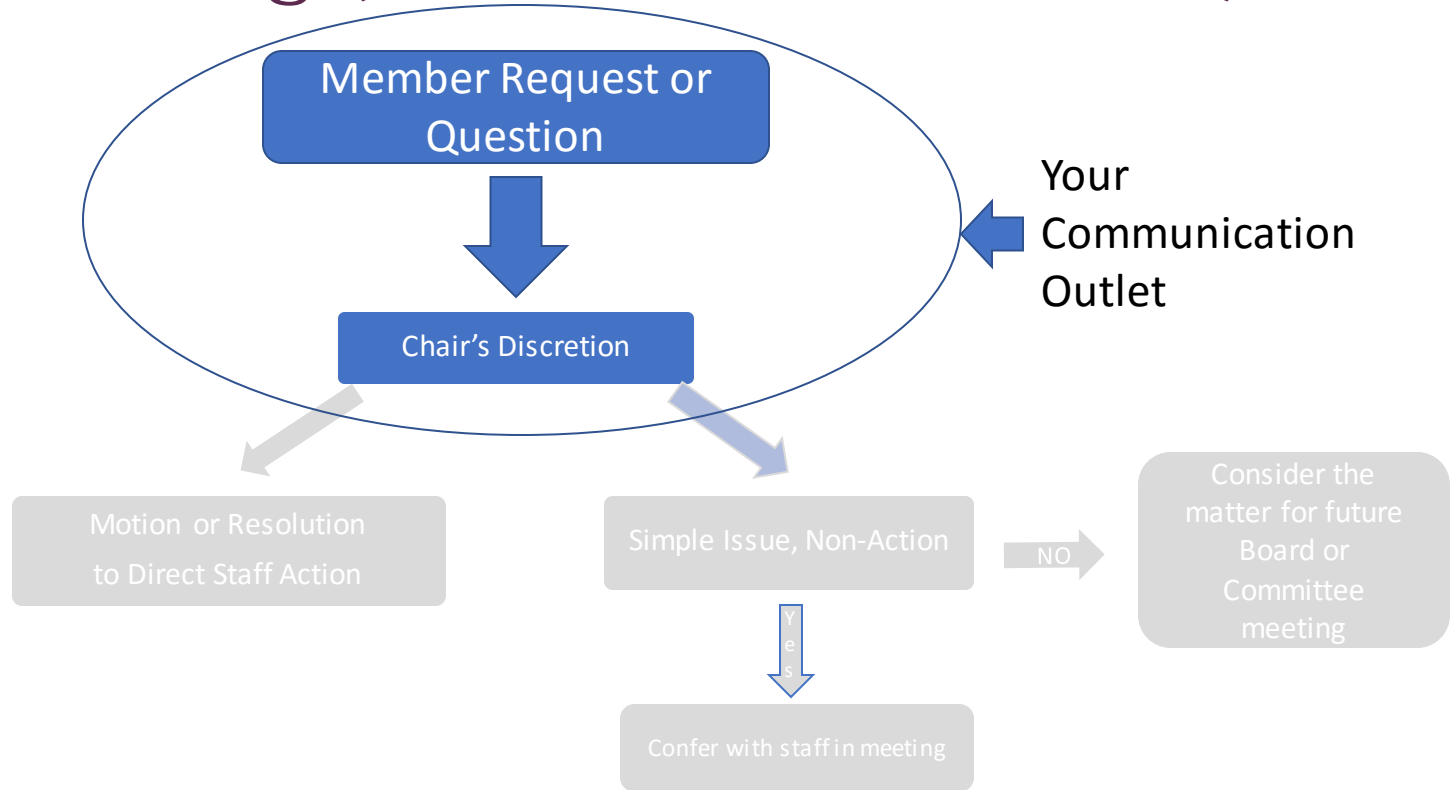 Member Request or
Question
Your
Communication
Outlet
Chair’s Discretion
Motion or Resolution
to Direct Staff Action
Simple Issue, Non-Action
NO
Consider the
matter for future
Board or
Committee
meeting
Yes
Confer with staff in meeting